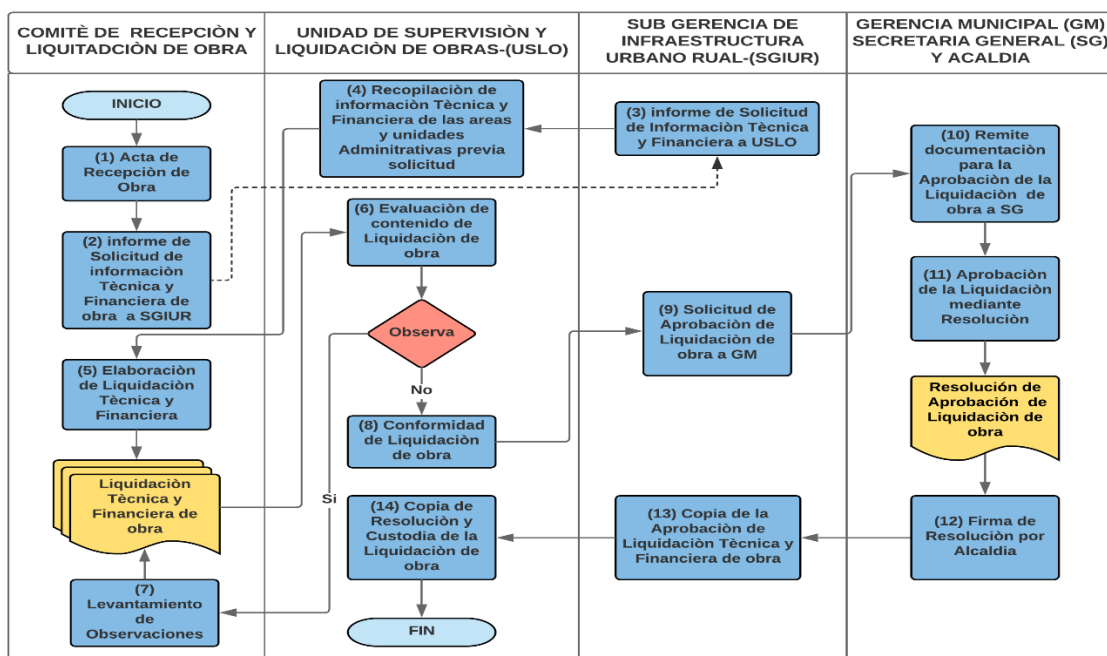 COMITÈ DE RECEPCIÒN Y
LIQUITADCIÒN DE OBRA
UNIDAD DE SUPERVISIÓN Y
LIQUIDACIÒN DE OBRAS-(USLO)
SUB GERENCIA DE
INFRAESTRUCTURA
URBANO RUAL-(SGIUR)
GERENCIA MUNICIPAL (GM)
SECRETARIA GENERAL (SG)
Y ACALDIA
INICIO
(1) Acta de
Recepciòn de
Obra
(2) informe de
Solicitud de
informaciòn
Tècnica y
Financiera de
obra a SGIUR
(3) informe de Solicitud
de Informaciòn Tècnica
y Financiera a USLO
(4) Recopilaciòn de
informaciòn Tècnica y
Financiera de las areas
y unidades
Adminitrativas previa
solicitud
(5) Elaboraciòn
de Liquidaciòn
Tècnica y
Financiera
Liquidaciòn
Tècnica y
Financiera de
obra
(6) Evaluaciòn de
contenido de
Liquidaciòn de
obra
Observa
No
Si
(7)
Levantamiento
de
Observaciones
(8) Conformidad
de Liquidaciòn
de obra
(9) Solicitud de
Aprobaciòn de
Liquidaciòn de
obra a GM
(10) Remite
documentaciòn
para la
Aprobaciòn de la
Liquidaciòn de
obra a SG
(11) Aprobaciòn
de la Liquidaciòn
mediante
Resoluciòn
Resolución de
Aprobación de
Liquidaciòn de
obra
(12) Firma de
Resoluciòn por
Alcaldia
(13) Copia de la
Aprobaciòn de
Liquidaciòn Tècnica y
Financiera de obra
(14) Copia de
Resoluciòn y
Custodia de la
Liquidaciòn de
obra
FIN